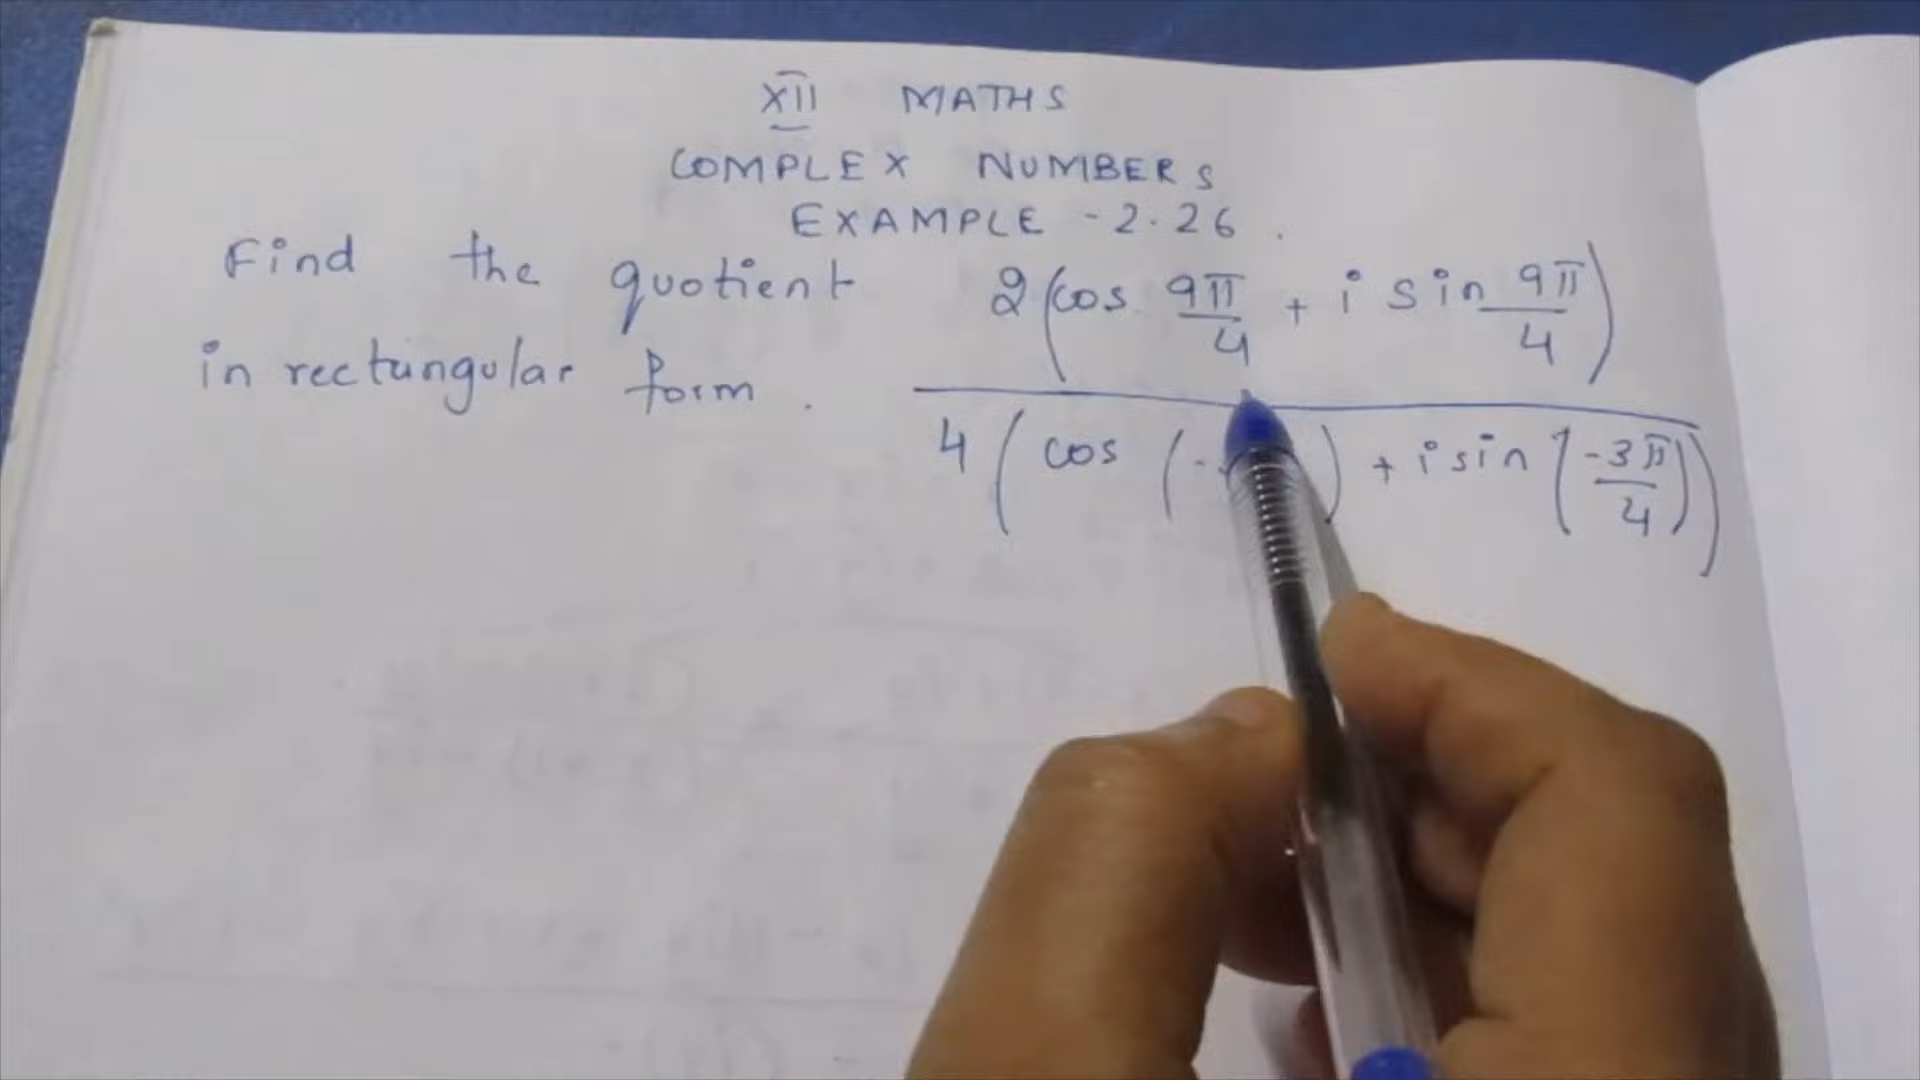 XII MATHS
COMPLEX NUMBERS
EXAMPLE - 2.26.
Find the quotient
in rectangular form.
2(cos 9π/4 + i sin 9π/4)
4(cos (- ) + i sin (-3π/4))